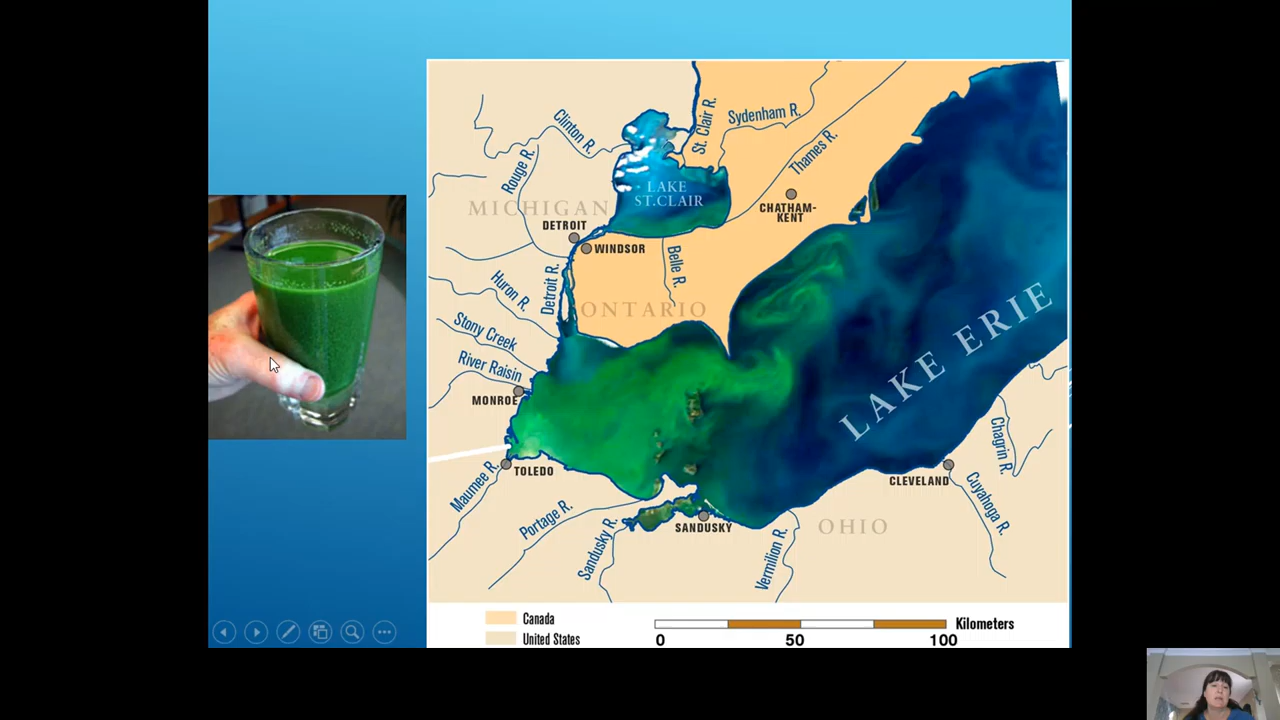 Clinton R.
St. Clair R.
Sydenham R.
Rouge R.
Thames R.
LAKE
ST.CLAIR
MICHIGAN
CHATHAM-
KENT
DETROIT
WINDSOR
Belle R.
Detroit R.
Huron R.
ONTARIO
LAKE ERIE
Stony Creek
River Raisin
MONROE
Chagrin R.
TOLEDO
Maumee R.
CLEVELAND
Cuyahoga R.
Portage R.
Sandusky R.
SANDUSKY
OHIO
Vermilion R.
Canada
United States
Kilometers
0 50 100